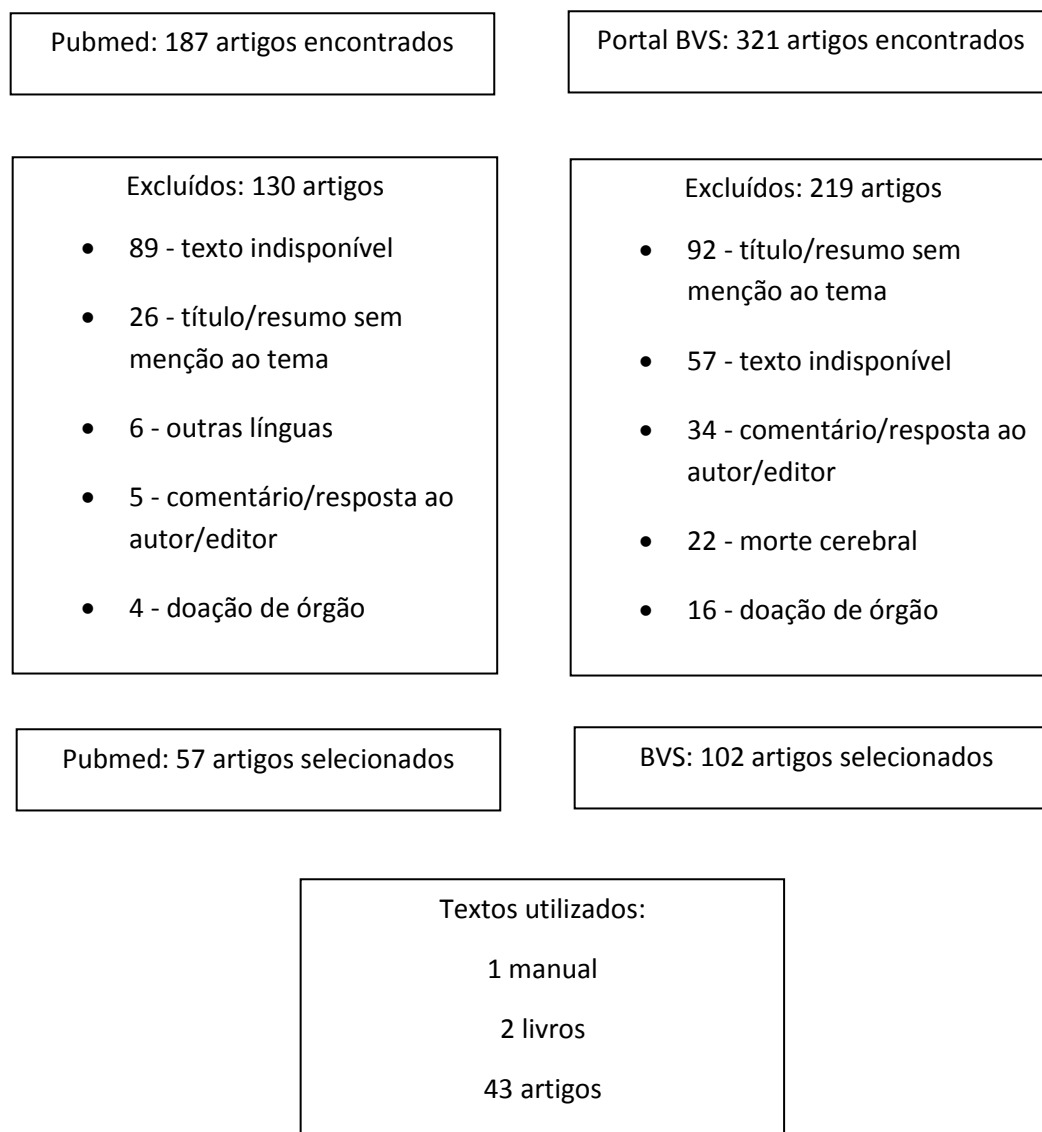 Pubmed: 187 artigos encontrados
Portal BVS: 321 artigos encontrados
Excluídos: 130 artigos
• 89 - texto indisponível
• 26 - título/resumo sem
menção ao tema
• 6 - outras línguas
• 5 - comentário/resposta ao
autor/editor
• 4 - doação de órgão
Excluídos: 219 artigos
• 92 - título/resumo sem
menção ao tema
• 57 - texto indisponível
• 34 - comentário/resposta ao
autor/editor
• 22 - morte cerebral
• 16 - doação de órgão
Pubmed: 57 artigos selecionados
BVS: 102 artigos selecionados
Textos utilizados:
1 manual
2 livros
43 artigos